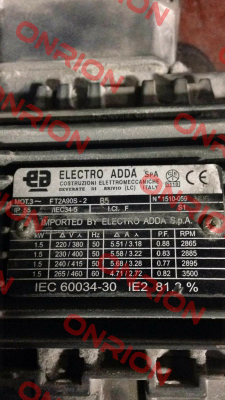 ONRION
ELECTRO ADDA SpA
COSTRUZIONI ELETTROMECCANICHE
BEVERATE DI BRIVIO (LC) ITALY
MOT.3~ FT2A90S - 2 B5 N° 1510-059
IP 55 IEC34-5 I.CL. F S1
IMPORTED BY ELECTRO ADDA S.p.A.
kW V Hz A P.F. RPM
1.5 220 / 380 50 5.51 / 3.18 0.88 2865
1.5 230 / 400 50 5.58 / 3.22 0.83 2885
1.5 240 / 415 50 5.68 / 3.28 0.77 2895
1.5 265 / 460 60 4.71 / 2.72 0.82 3500
IEC 60034-30 IE2 81.3 %
ONRION